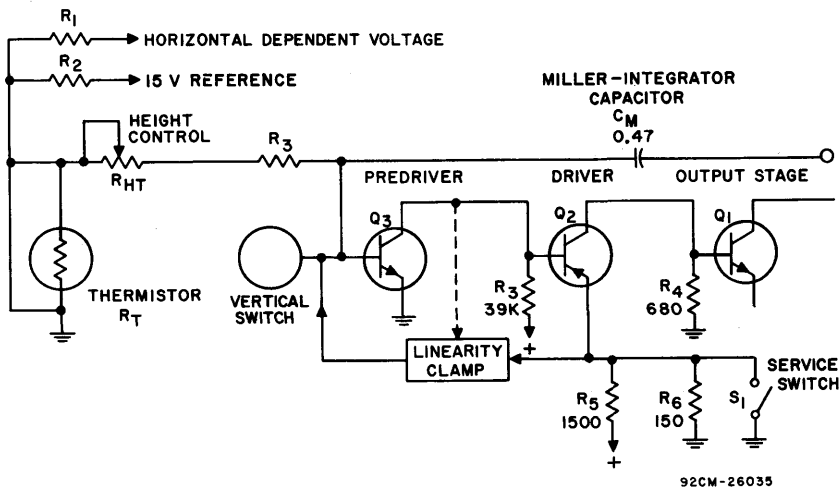 R1
HORIZONTAL DEPENDENT VOLTAGE
R2
15 V REFERENCE
HEIGHT
CONTROL
RHT
R3
MILLER-INTEGRATOR
CAPACITOR
CM
0.47
PREDRIVER
DRIVER
OUTPUT STAGE
Q3
Q2
Q1
THERMISTOR
RT
VERTICAL
SWITCH
R3
39K
+
R4
680
LINEARITY
CLAMP
R5
1500
+
R6
150
S1
SERVICE
SWITCH
92CM-26035